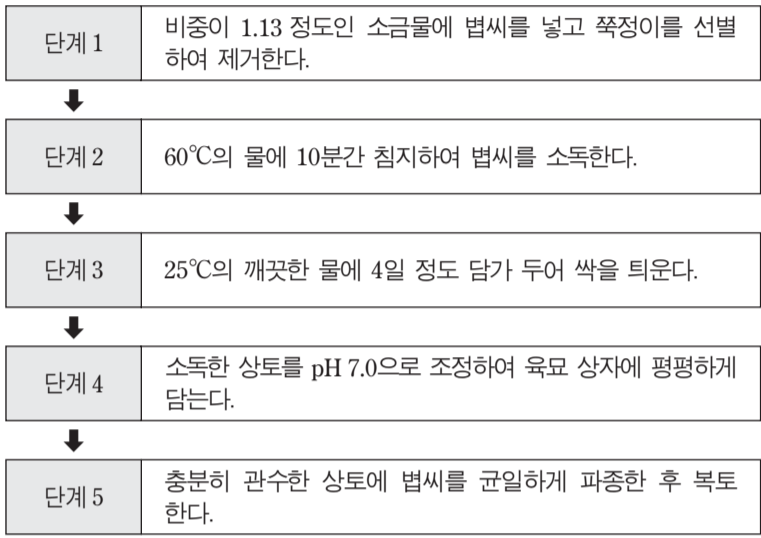 단계 1
비중이 1.13 정도인 소금물에 볍씨를 넣고 쭉정이를 선별
하여 제거한다.
단계 2
60℃의 물에 10분간 침지하여 볍씨를 소독한다.
단계 3
25℃의 깨끗한 물에 4일 정도 담가 두어 싹을 틔운다.
단계 4
소독한 상토를 pH 7.0으로 조정하여 육묘 상자에 평평하게
담는다.
단계 5
충분히 관수한 상토에 볍씨를 균일하게 파종한 후 복토
한다.